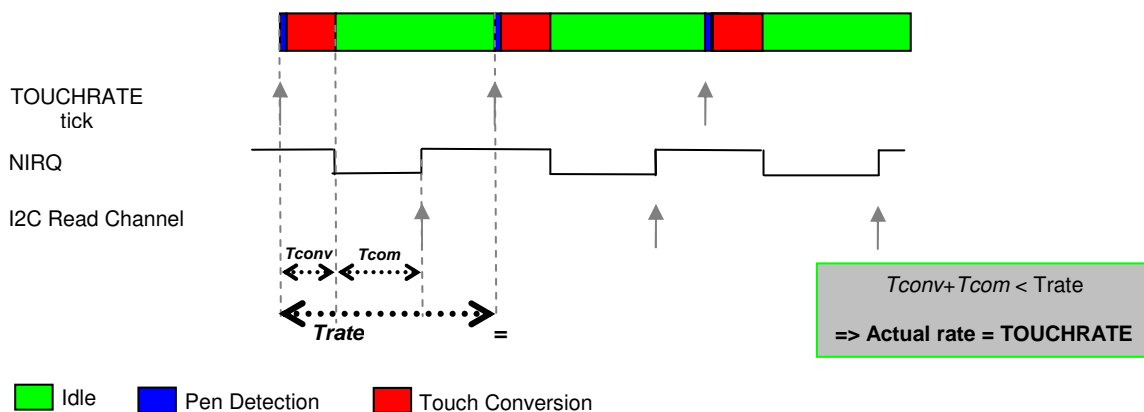 TOUCHRATE
tick
NIRQ
I2C Read Channel
Tconv Tcom
Trate =
Tconv+Tcom < Trate
=> Actual rate = TOUCHRATE
Idle Pen Detection Touch Conversion